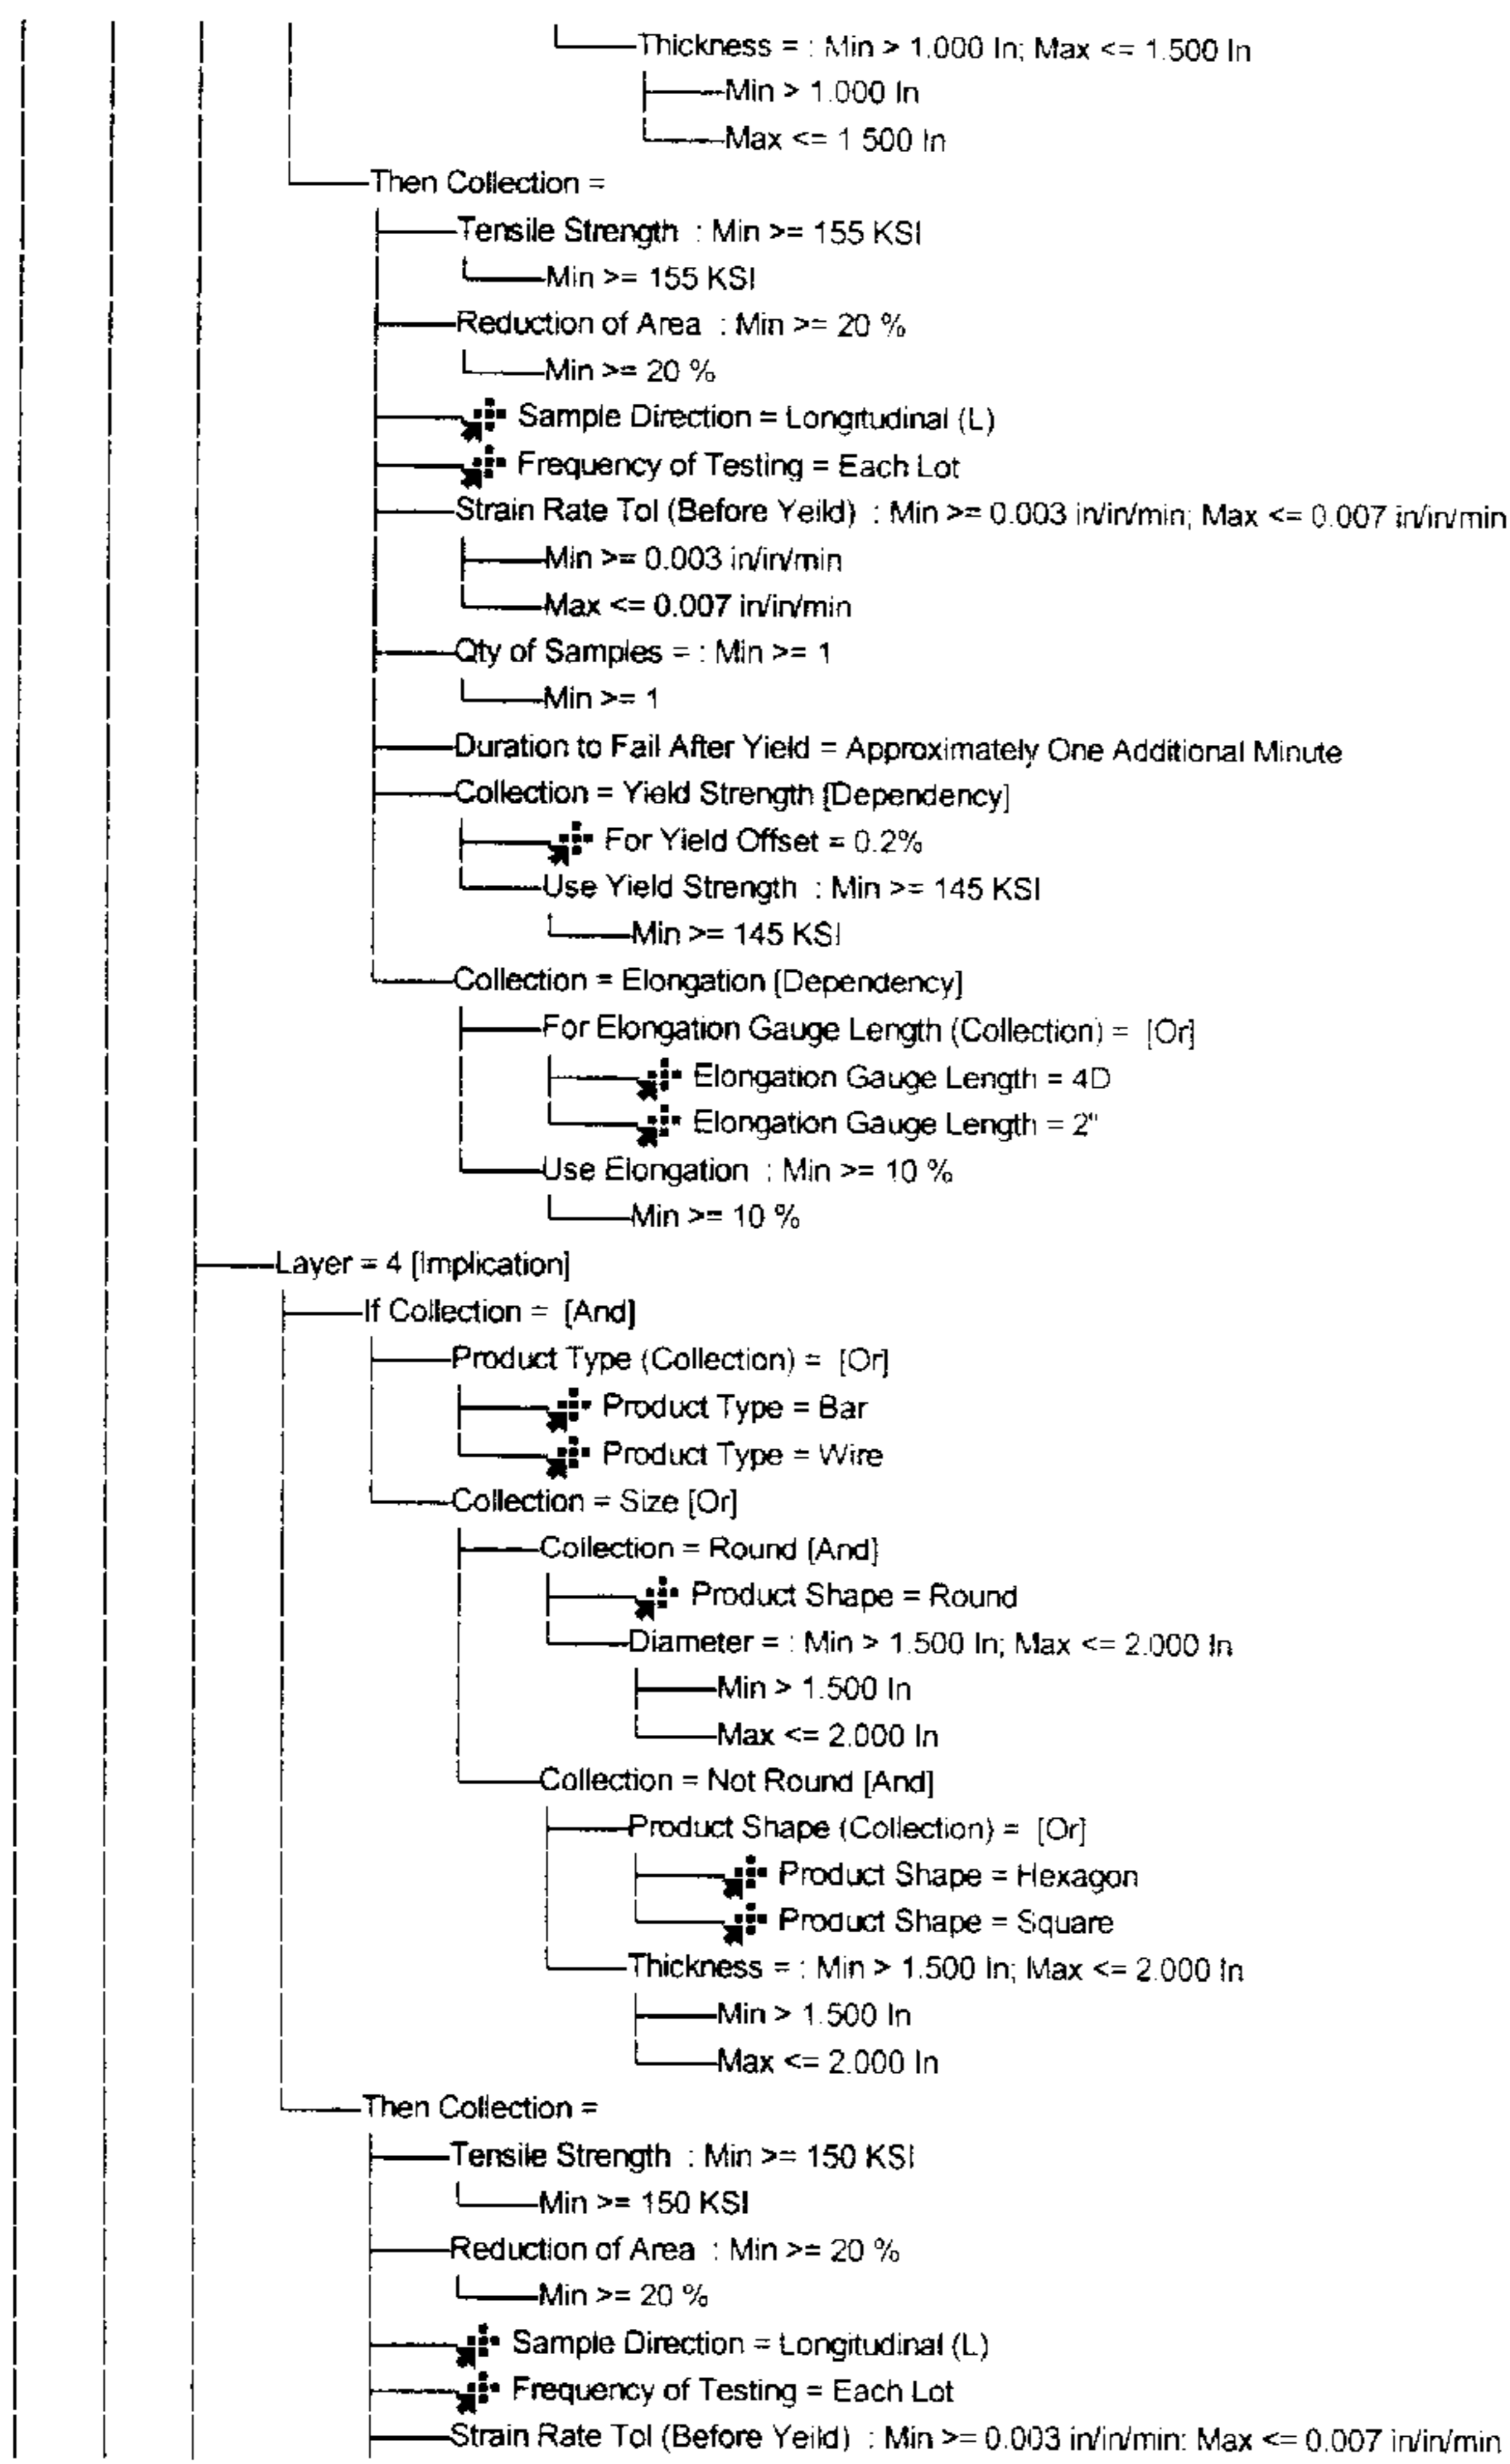 Thickness = : Min > 1.000 In; Max <= 1.500 In
Min > 1.000 In
Max <= 1 500 In
Then Collection =
Tensile Strength : Min >= 155 KSI
Min >= 155 KSI
Reduction of Area : Min >= 20 %
Min >= 20 %
Sample Direction = Longitudinal (L)
Frequency of Testing = Each Lot
Strain Rate Tol (Before Yeild) : Min >= 0.003 in/in/min; Max <= 0.007 in/in/min
Min >= 0.003 in/in/min
Max <= 0.007 in/in/min
Qty of Samples = : Min >= 1
Min >= 1
Duration to Fail After Yield = Approximately One Additional Minute
Collection = Yield Strength [Dependency]
For Yield Offset = 0.2%
Use Yield Strength : Min >= 145 KSI
Min >= 145 KSI
Collection = Elongation [Dependency]
For Elongation Gauge Length (Collection) = [Or]
Elongation Gauge Length = 4D
Elongation Gauge Length = 2"
Use Elongation : Min >= 10 %
Min >= 10 %
Layer = 4 [Implication]
If Collection = [And]
Product Type (Collection) = [Or]
Product Type = Bar
Product Type = Wire
Collection = Size [Or]
Collection = Round [And]
Product Shape = Round
Diameter = : Min > 1.500 In; Max <= 2.000 In
Min > 1.500 In
Max <= 2.000 In
Collection = Not Round [And]
Product Shape (Collection) = [Or]
Product Shape = Hexagon
Product Shape = Square
Thickness = : Min > 1.500 In; Max <= 2.000 In
Min > 1.500 In
Max <= 2.000 In
Then Collection =
Tensile Strength : Min >= 150 KSI
Min >= 150 KSI
Reduction of Area : Min >= 20 %
Min >= 20 %
Sample Direction = Longitudinal (L)
Frequency of Testing = Each Lot
Strain Rate Tol (Before Yeild) : Min >= 0.003 in/in/min: Max <= 0.007 in/in/min